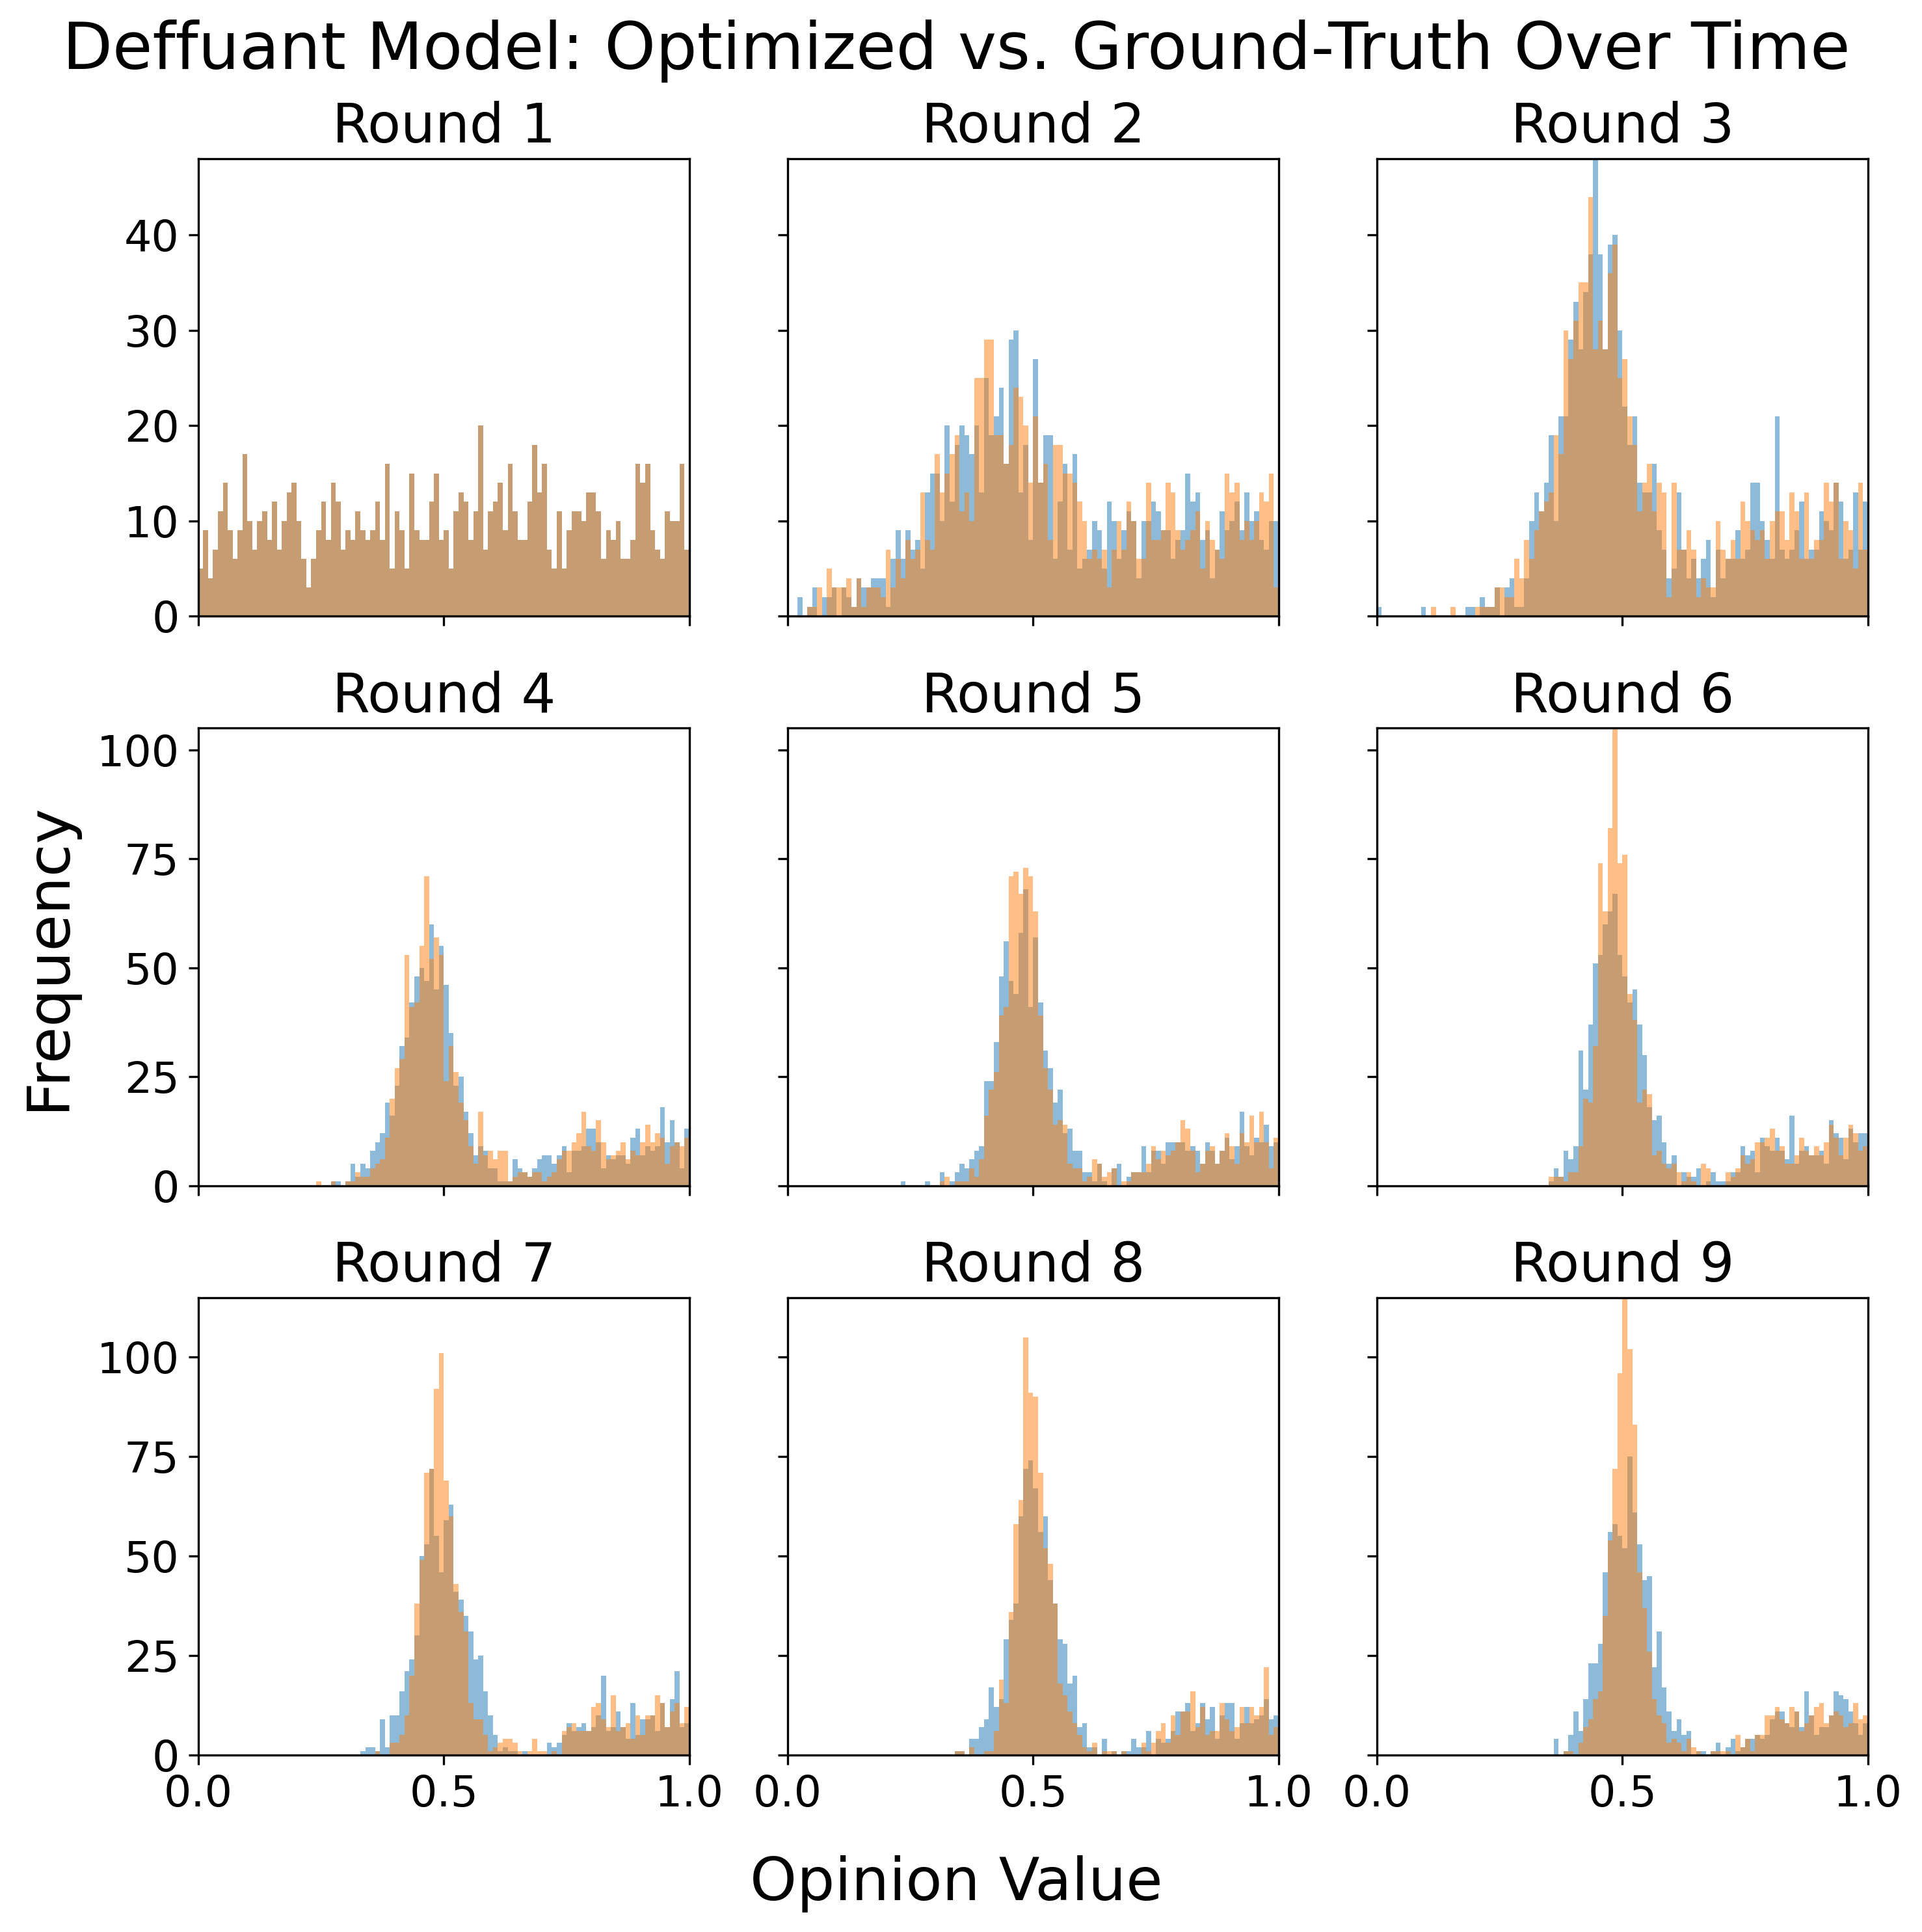 Deffuant Model: Optimized vs. Ground-Truth Over Time
Round 1
Round 2
Round 3
40
30
20
10
0
Round 4
Round 5
Round 6
100
75
50
25
0
Frequency
Round 7
Round 8
Round 9
100
75
50
25
0
0.0 0.5 1.0
0.0 0.5 1.0
0.0 0.5 1.0
Opinion Value